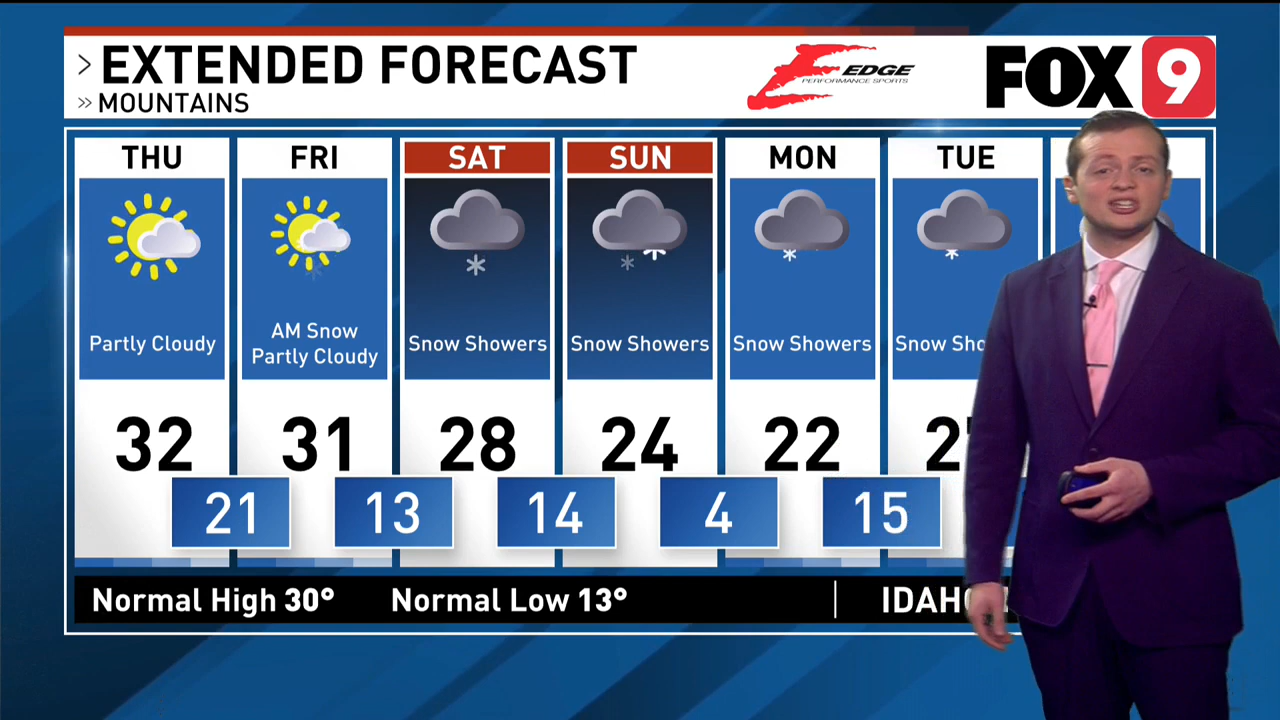 > EXTENDED FORECAST
» MOUNTAINS
EDGE
PERFORMANCE SPORTS
FOX 9
THU
FRI
SAT
SUN
MON
TUE
Partly Cloudy
AM Snow
Partly Cloudy
Snow Showers
Snow Showers
Snow Showers
Snow
32
31
28
24
22
21
13
14
4
15
Normal High 30°
Normal Low 13°